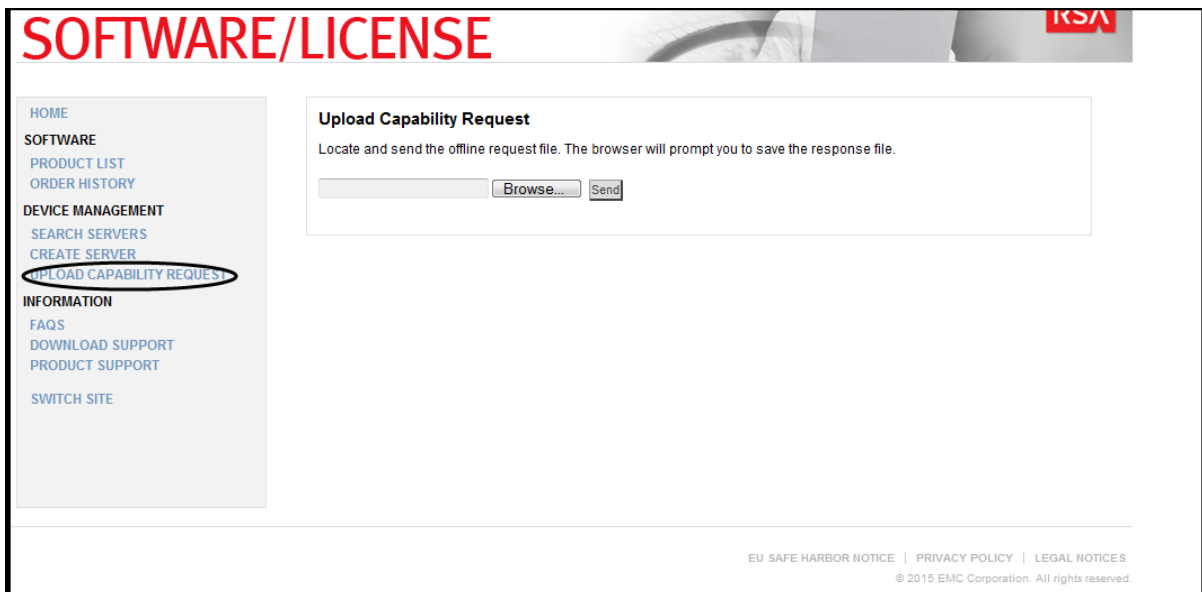 SOFTWARE/LICENSE
RSA
HOME
SOFTWARE
PRODUCT LIST
ORDER HISTORY
DEVICE MANAGEMENT
SEARCH SERVERS
CREATE SERVER
UPLOAD CAPABILITY REQUEST
INFORMATION
FAQS
DOWNLOAD SUPPORT
PRODUCT SUPPORT
SWITCH SITE
Upload Capability Request
Locate and send the offline request file. The browser will prompt you to save the response file.
Browse... Send
EU SAFE HARBOR NOTICE | PRIVACY POLICY | LEGAL NOTICES
© 2015 EMC Corporation. All rights reserved.